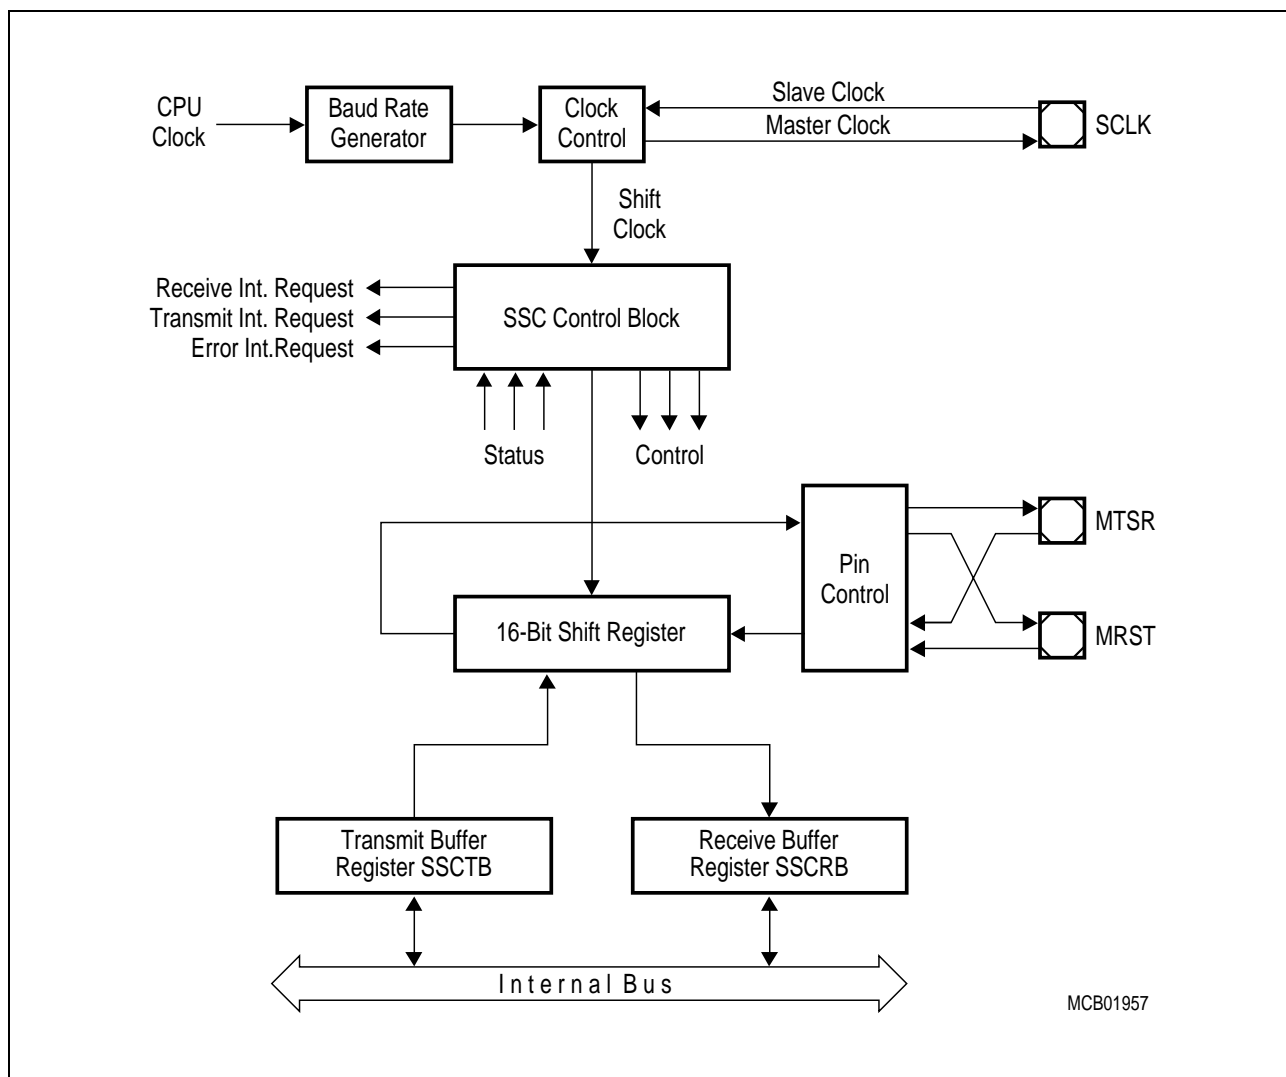 CPU
Clock
Baud Rate
Generator
Clock
Control
Slave Clock
Master Clock
SCLK
Shift
Clock
Receive Int. Request
Transmit Int. Request
Error Int.Request
SSC Control Block
Status
Control
Pin
Control
MTSR
MRST
16-Bit Shift Register
Transmit Buffer
Register SSCTB
Receive Buffer
Register SSCRB
Internal Bus
MCB01957